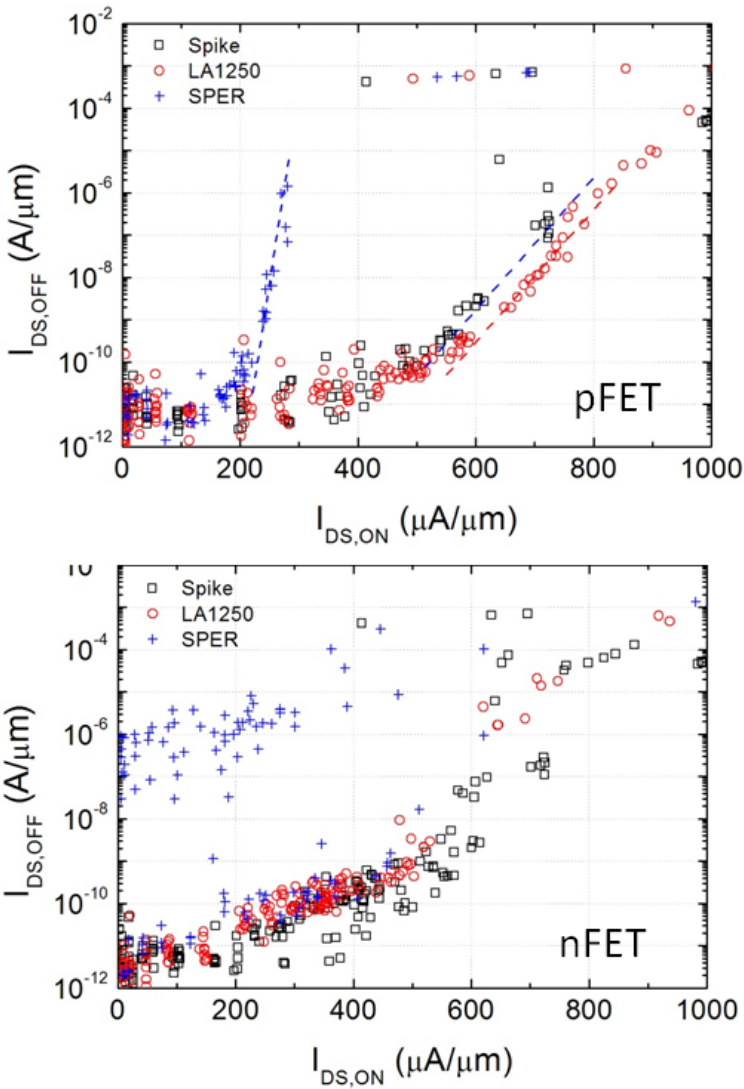 10⁻²
Spike
LA1250
SPER
10⁻⁴
10⁻⁶
10⁻⁸
10⁻¹⁰
10⁻¹²
I_DS,OFF (A/μm)
pFET
0 200 400 600 800 1000
I_DS,ON (μA/μm)
10
Spike
LA1250
SPER
10⁻⁴
10⁻⁶
10⁻⁸
10⁻¹⁰
10⁻¹²
I_DS,OFF (A/μm)
nFET
0 200 400 600 800 1000
I_DS,ON (μA/μm)